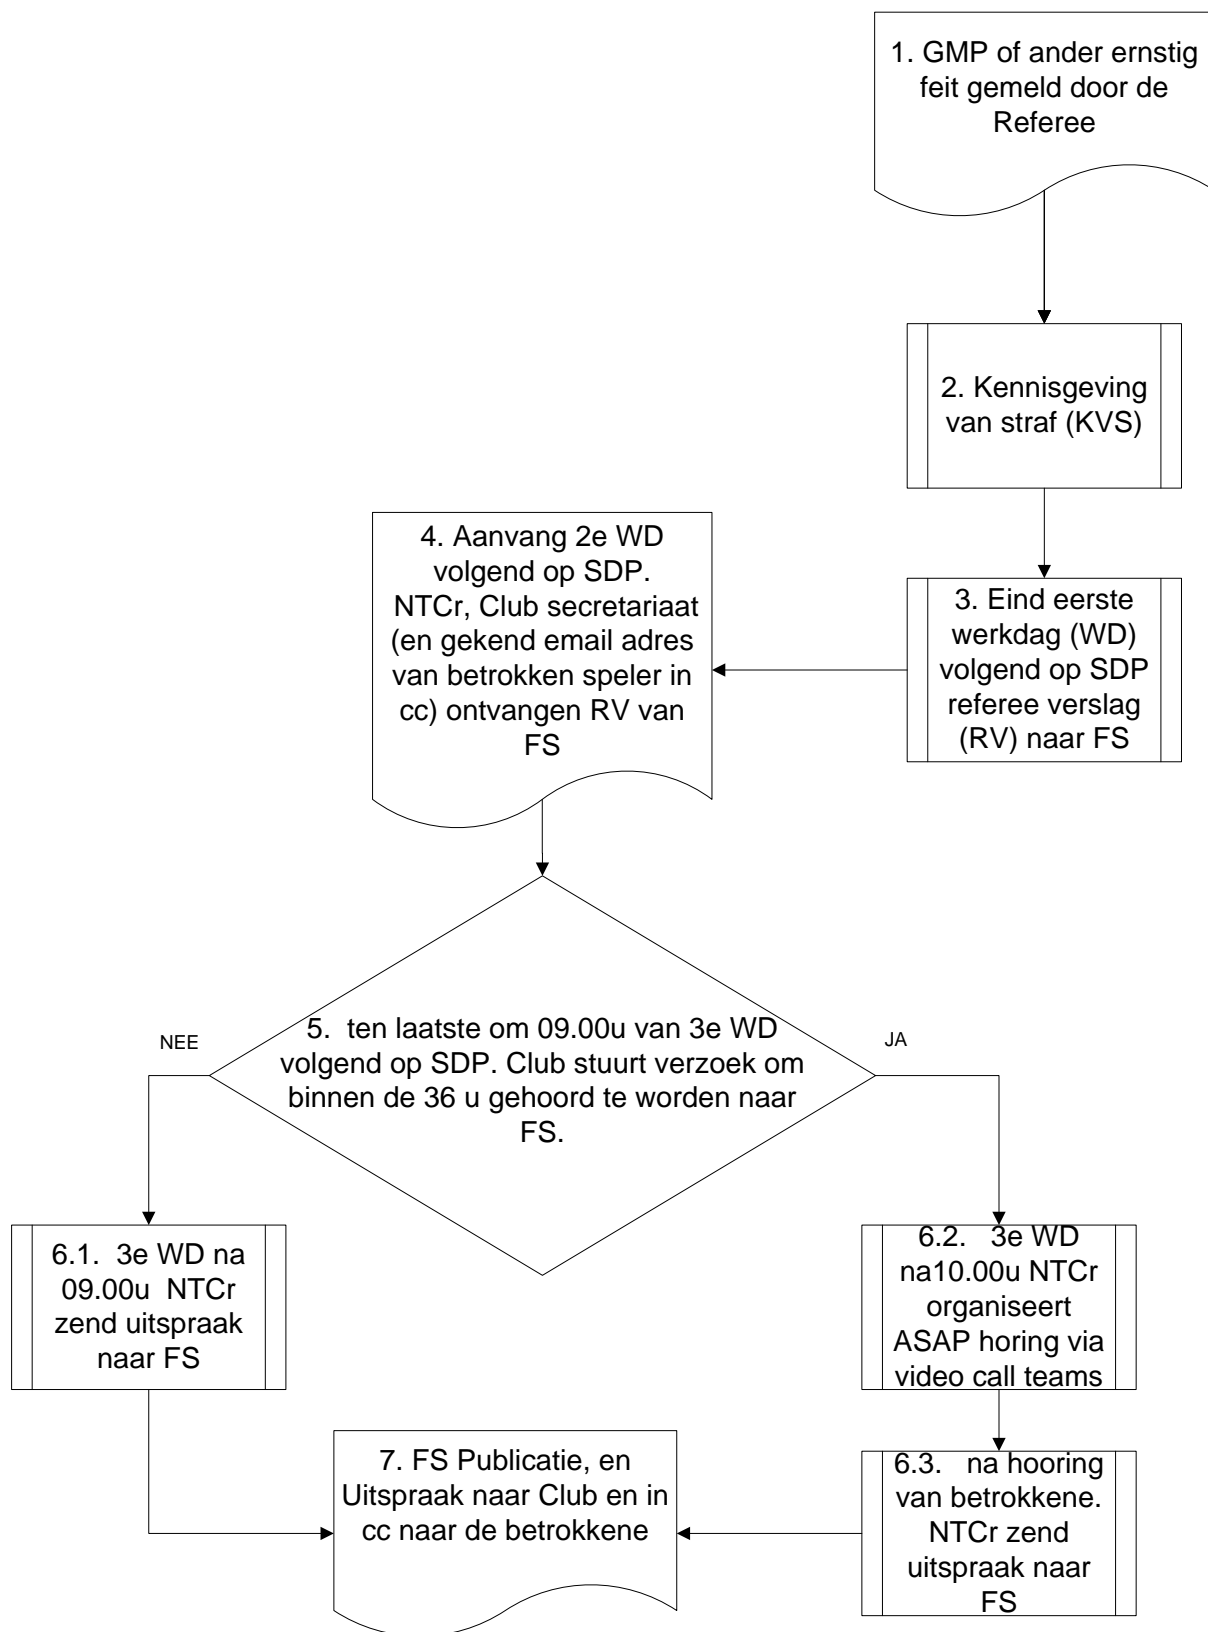 1. GMP of ander ernstig
feit gemeld door de
Referee
2. Kennisgeving
van straf (KVS)
3. Eind eerste
werkdag (WD)
volgend op SDP
referee verslag
(RV) naar FS
4. Aanvang 2e WD
volgend op SDP.
NTCr, Club secretariaat
(en gekend email adres
van betrokken speler in
cc) ontvangen RV van
FS
5. ten laatste om 09.00u van 3e WD
volgend op SDP. Club stuurt verzoek om
binnen de 36 u gehoord te worden naar
FS.
NEE
JA
6.1. 3e WD na
09.00u NTCr
zend uitspraak
naar FS
6.2. 3e WD
na10.00u NTCr
organiseert
ASAP horing via
video call teams
6.3. na hooring
van betrokkene.
NTCr zend
uitspraak naar
FS
7. FS Publicatie, en
Uitspraak naar Club en in
cc naar de betrokkene